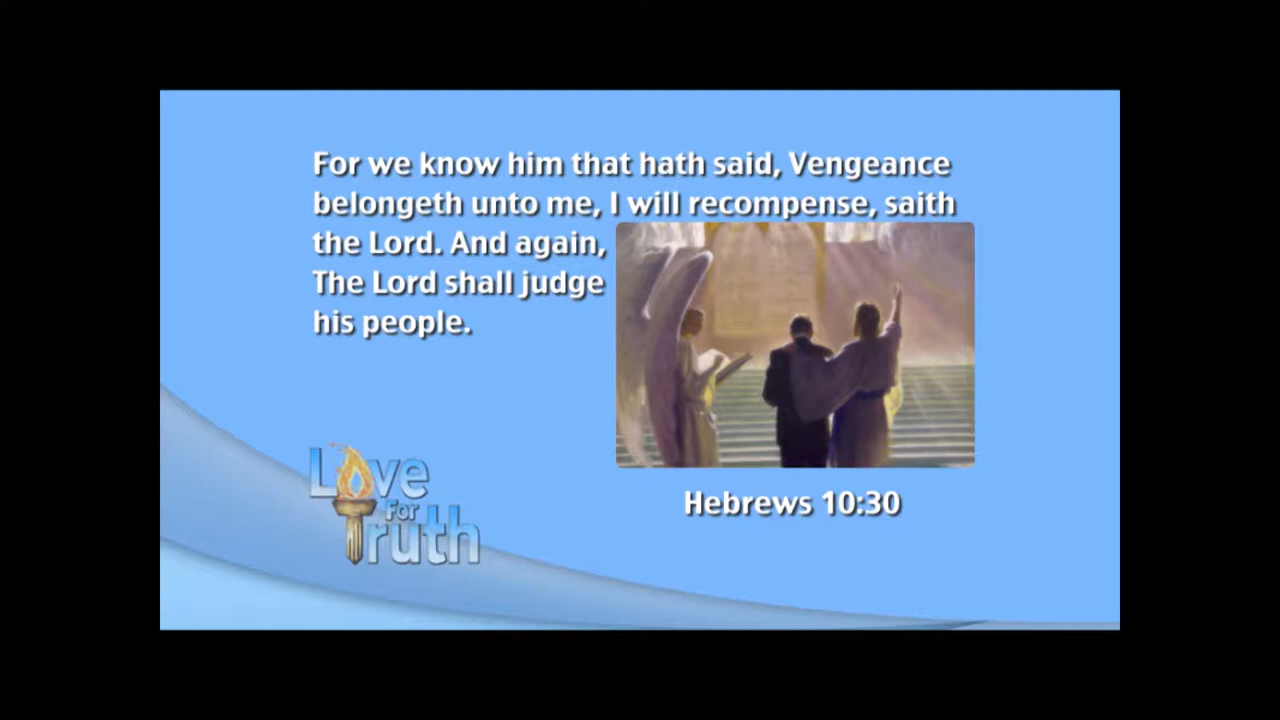 For we know him that hath said, Vengeance
belongeth unto me, I will recompense, saith
the Lord. And again,
The Lord shall judge
his people.
Hebrews 10:30
Love
For
Truth